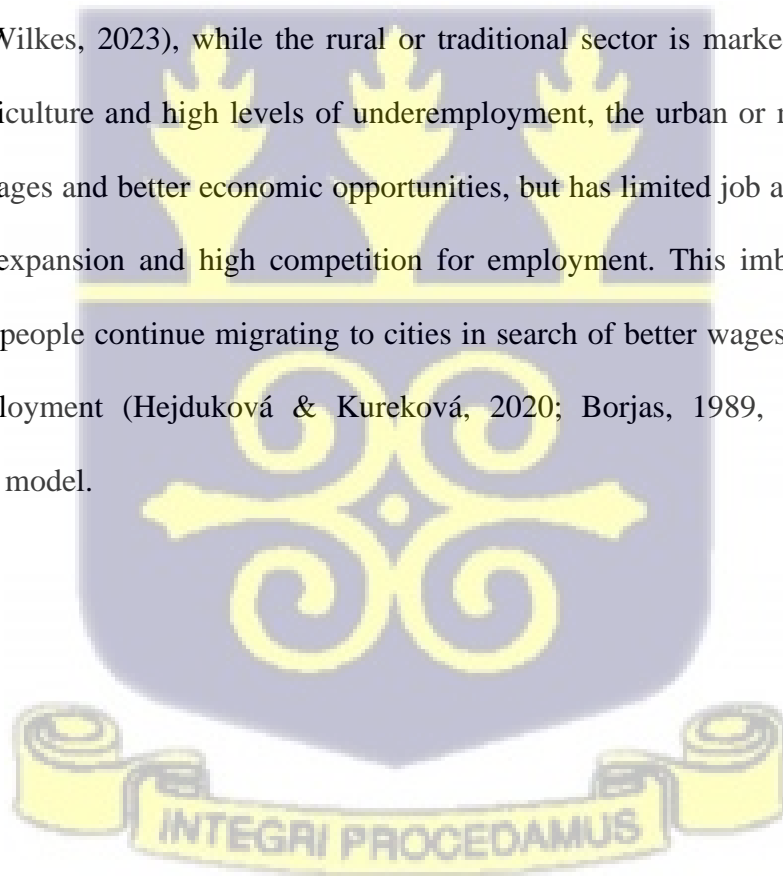 Wilkes, 2023), while the rural or traditional sector is marke
iculture and high levels of underemployment, the urban or r
ages and better economic opportunities, but has limited job a
expansion and high competition for employment. This imb
people continue migrating to cities in search of better wages
loyment (Hejduková & Kureková, 2020; Borjas, 1989,
model.
INTEGRI PROCEDAMUS